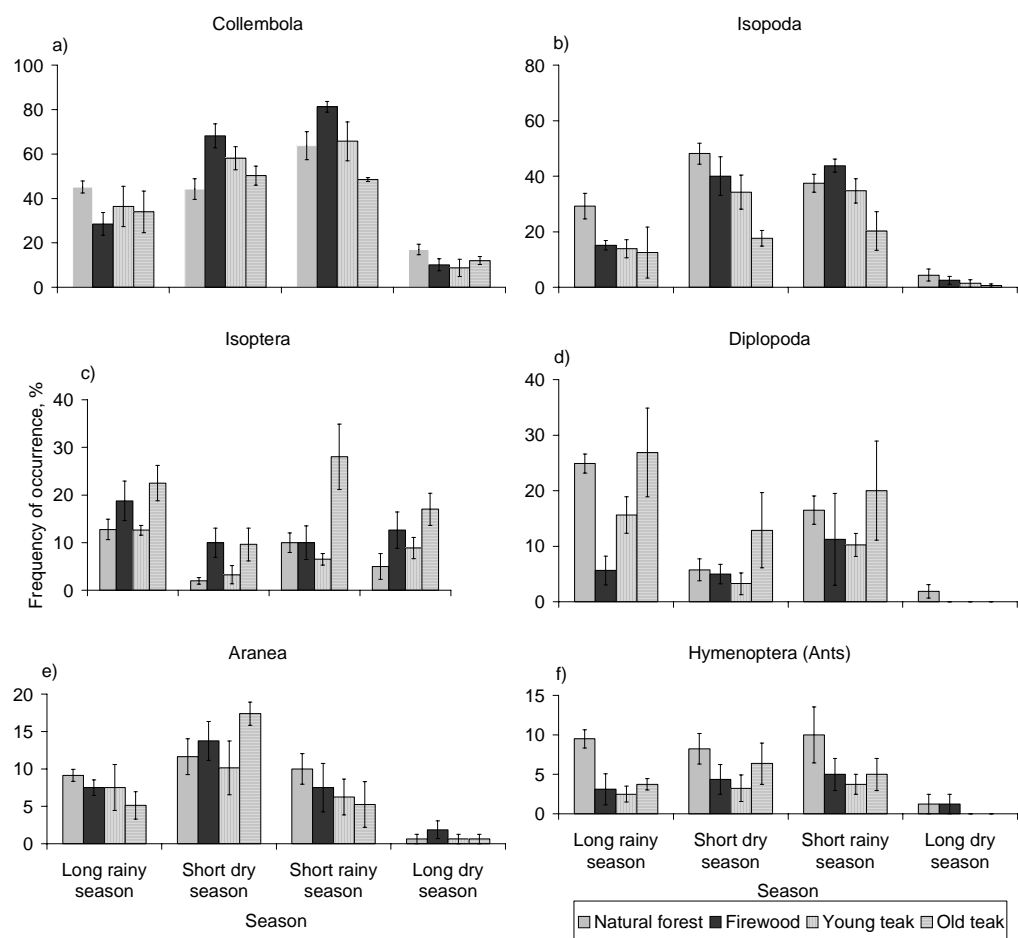 Collembola
a)
100
80
60
40
20
0
Isopoda
b)
80
60
40
20
0
Isoptera
c)
Frequency of occurrence, %
40
30
20
10
0
Diplopoda
d)
40
30
20
10
0
Aranea
e)
20
15
10
5
0
Long rainy season
Short dry season
Short rainy season
Long dry season
Season
Hymenoptera (Ants)
f)
15
10
5
0
Long rainy season
Short dry season
Short rainy season
Long dry season
Season
Natural forest Firewood Young teak Old teak